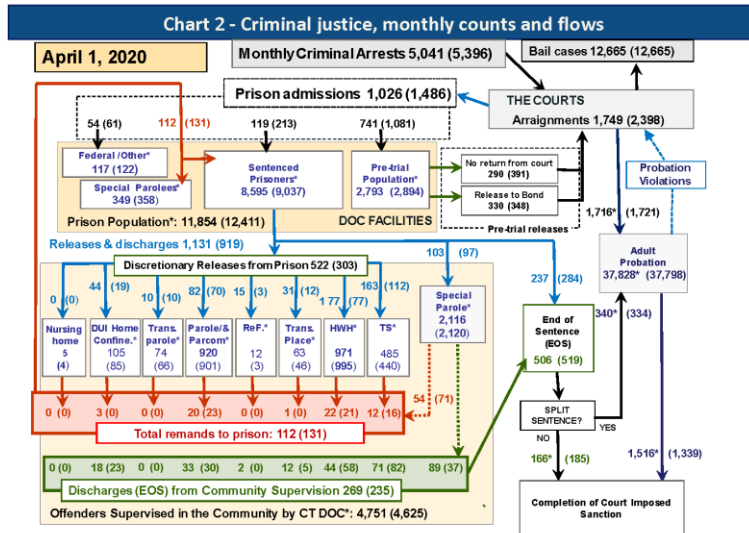 Chart 2 - Criminal justice, monthly counts and flows
April 1, 2020
Monthly Criminal Arrests 5,041 (5,396)
Bail cases 12,665 (12,665)
Prison admissions 1,026 (1,486)
THE COURTS
Arraignments 1,749 (2,398)
54 (61)
112 (131)
119 (213)
741 (1,081)
Federal /Other*
117 (122)
Special Parolees*
349 (358)
Sentenced
Prisoners*
8,595 (9,037)
Pre-trial
Population*
2,793 (2,894)
No return from court
290 (391)
Release to Bond
330 (348)
Pre-trial releases
Probation
Violations
Prison Population*: 11,854 (12,411)
DOC FACILITIES
1,716* (1,721)
Releases & discharges 1,131 (919)
Discretionary Releases from Prison 522 (303)
103 (97)
237 (284)
Adult
Probation
37,828* (37,798)
0 (0)
44 (19)
10 (10)
82 (70)
15 (3)
31 (12)
1 77 (77)
163 (112)
Nursing
home
5
(4)
DUI Home
Confine.*
105
(85)
Trans.
parole*
74
(66)
Parole/&
Parcom*
920
(901)
ReF.*
12
(3)
Trans.
Place*
63
(46)
HWH*
971
(995)
TS*
485
(440)
Special
Parole*
2,116
(2,120)
End of
Sentence
(EOS)
506 (519)
340* (334)
54 (71)
0 (0)
3 (0)
0 (0)
20 (23)
0 (0)
1 (0)
22 (21)
12 (16)
Total remands to prison: 112 (131)
SPLIT
SENTENCE?
YES
NO
166* (185)
1,516* (1,339)
0 (0)
18 (23)
0 (0)
33 (30)
2 (0)
12 (5)
44 (58)
71 (82)
89 (37)
Discharges (EOS) from Community Supervision 269 (235)
Offenders Supervised in the Community by CT DOC*: 4,751 (4,625)
Completion of Court Imposed
Sanction